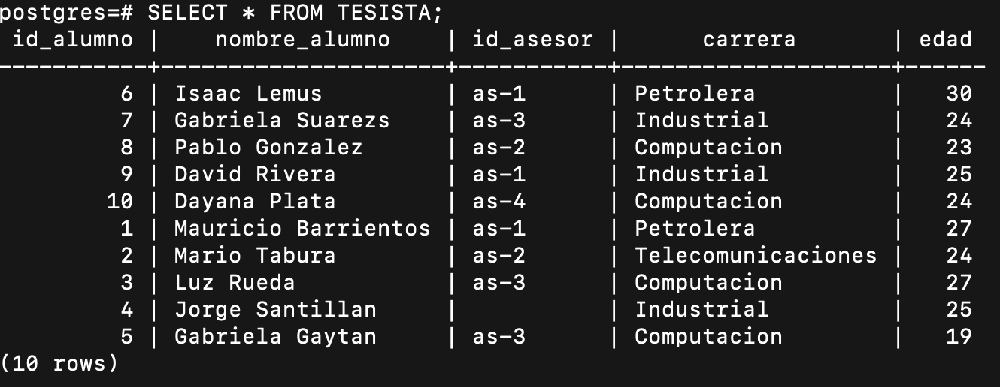 postgres=# SELECT * FROM TESISTA;
 id_alumno |    nombre_alumno    | id_asesor |      carrera       | edad
-----------+---------------------+-----------+--------------------+------
         6 | Isaac Lemus         | as-1      | Petrolera          |   30
         7 | Gabriela Suarezs    | as-3      | Industrial         |   24
         8 | Pablo Gonzalez      | as-2      | Computacion        |   23
         9 | David Rivera        | as-1      | Industrial         |   25
        10 | Dayana Plata        | as-4      | Computacion        |   24
         1 | Mauricio Barrientos | as-1      | Petrolera          |   27
         2 | Mario Tabura        | as-2      | Telecomunicaciones |   24
         3 | Luz Rueda           | as-3      | Computacion        |   27
         4 | Jorge Santillan     |           | Industrial         |   25
         5 | Gabriela Gaytan     | as-3      | Computacion        |   19
(10 rows)